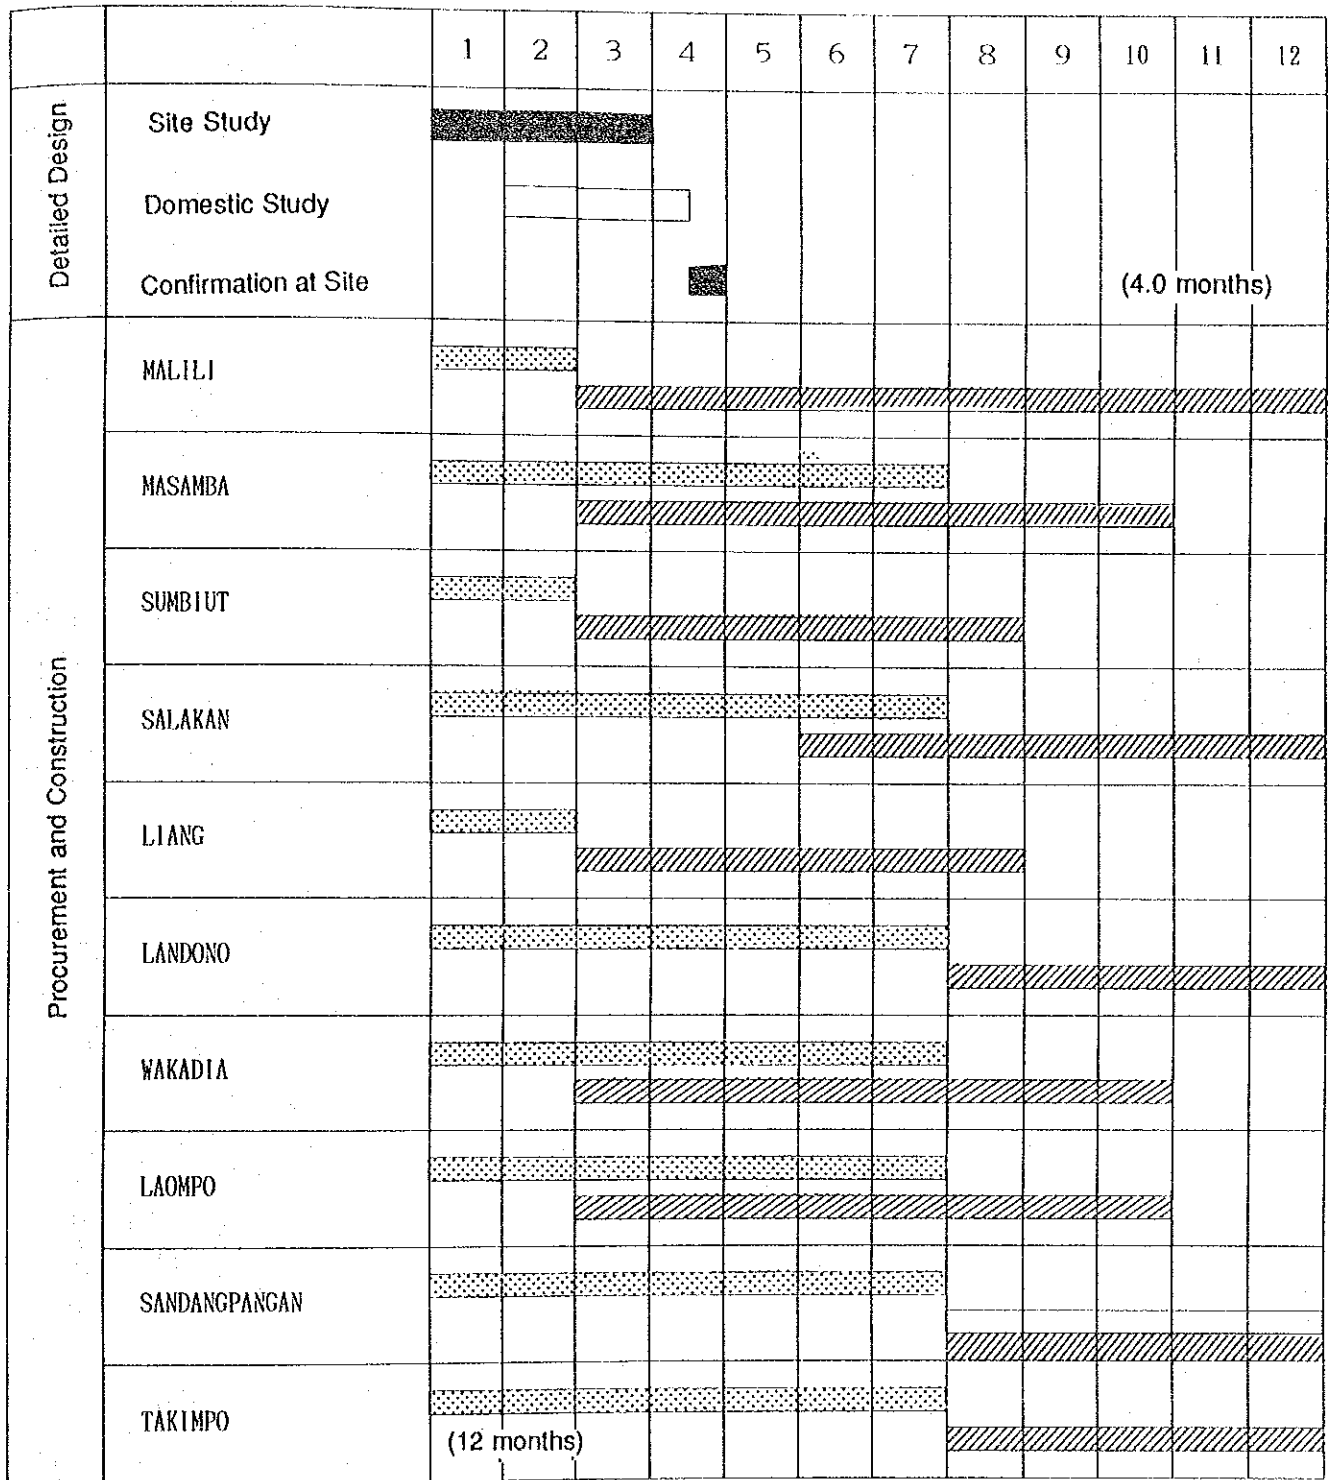 1 2 3 4 5 6 7 8 9 10 11 12
Detailed Design
Site Study
Domestic Study
Confirmation at Site
(4.0 months)
Procurement and Construction
MALILI
MASAMBA
SUMBIUT
SALAKAN
LIANG
LANDONO
WAKADIA
LAOMPO
SANDANGPANGAN
TAKIMPO
(12 months)